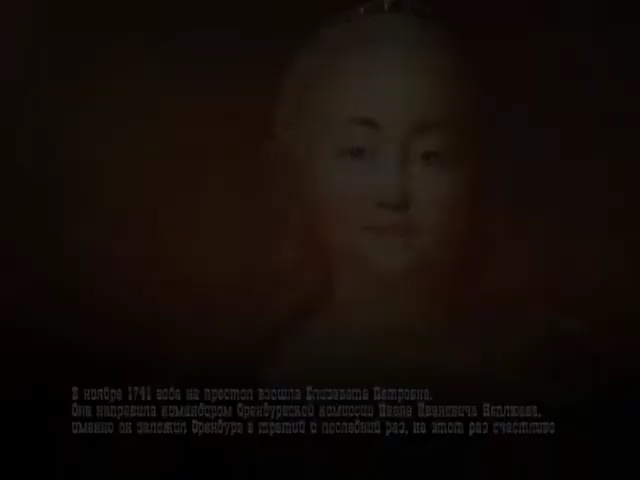 В ноябре 1741 года на престол взошла Елизавета Петровна.
Она направила командиром Оренбургской комиссии Ивана Ивановича Неплюева,
именно он заложил Оренбург в третий и последний раз, на этот раз счастливо